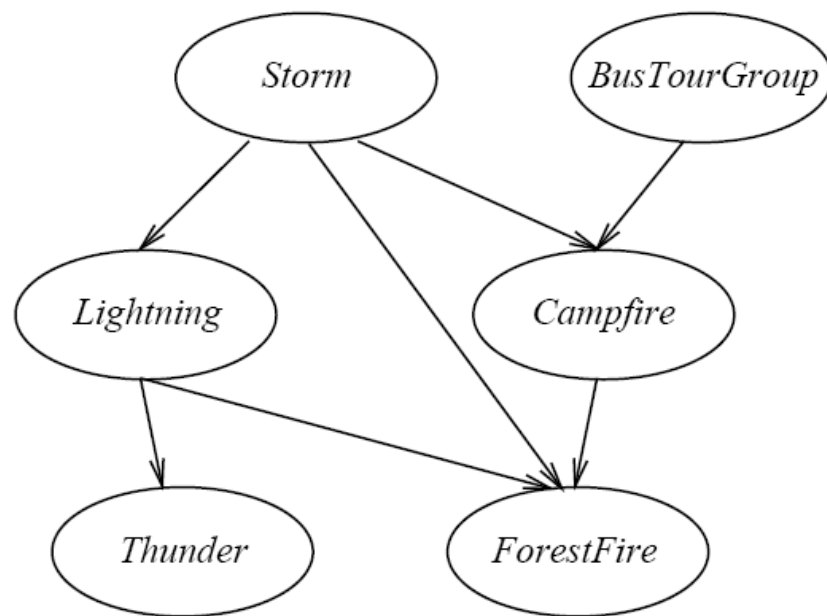 Storm
BusTourGroup
Lightning
Campfire
Thunder
ForestFire